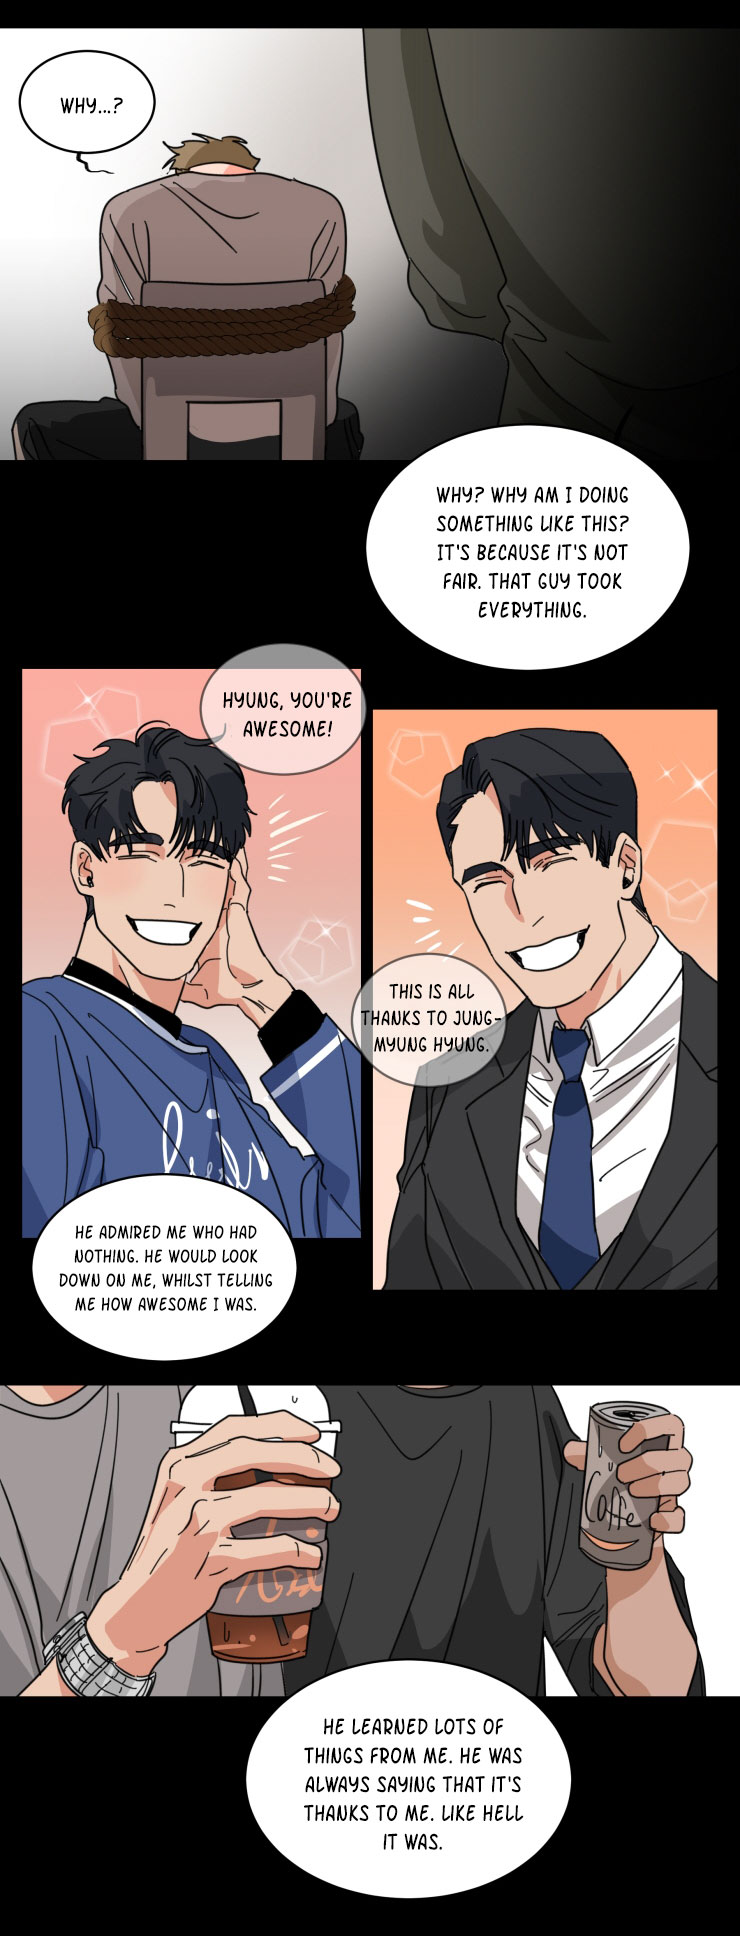 WHY...?
WHY? WHY AM I DOING
SOMETHING LIKE THIS?
IT'S BECAUSE IT'S NOT
FAIR. THAT GUY TOOK
EVERYTHING.
HYUNG, YOU'RE
AWESOME!
THIS IS ALL
THANKS TO JUNG-
MYUNG HYUNG.
HE ADMIRED ME WHO HAD
NOTHING. HE WOULD LOOK
DOWN ON ME, WHILST TELLING
ME HOW AWESOME I WAS.
Coffe
HE LEARNED LOTS OF
THINGS FROM ME. HE WAS
ALWAYS SAYING THAT IT'S
THANKS TO ME. LIKE HELL
IT WAS.